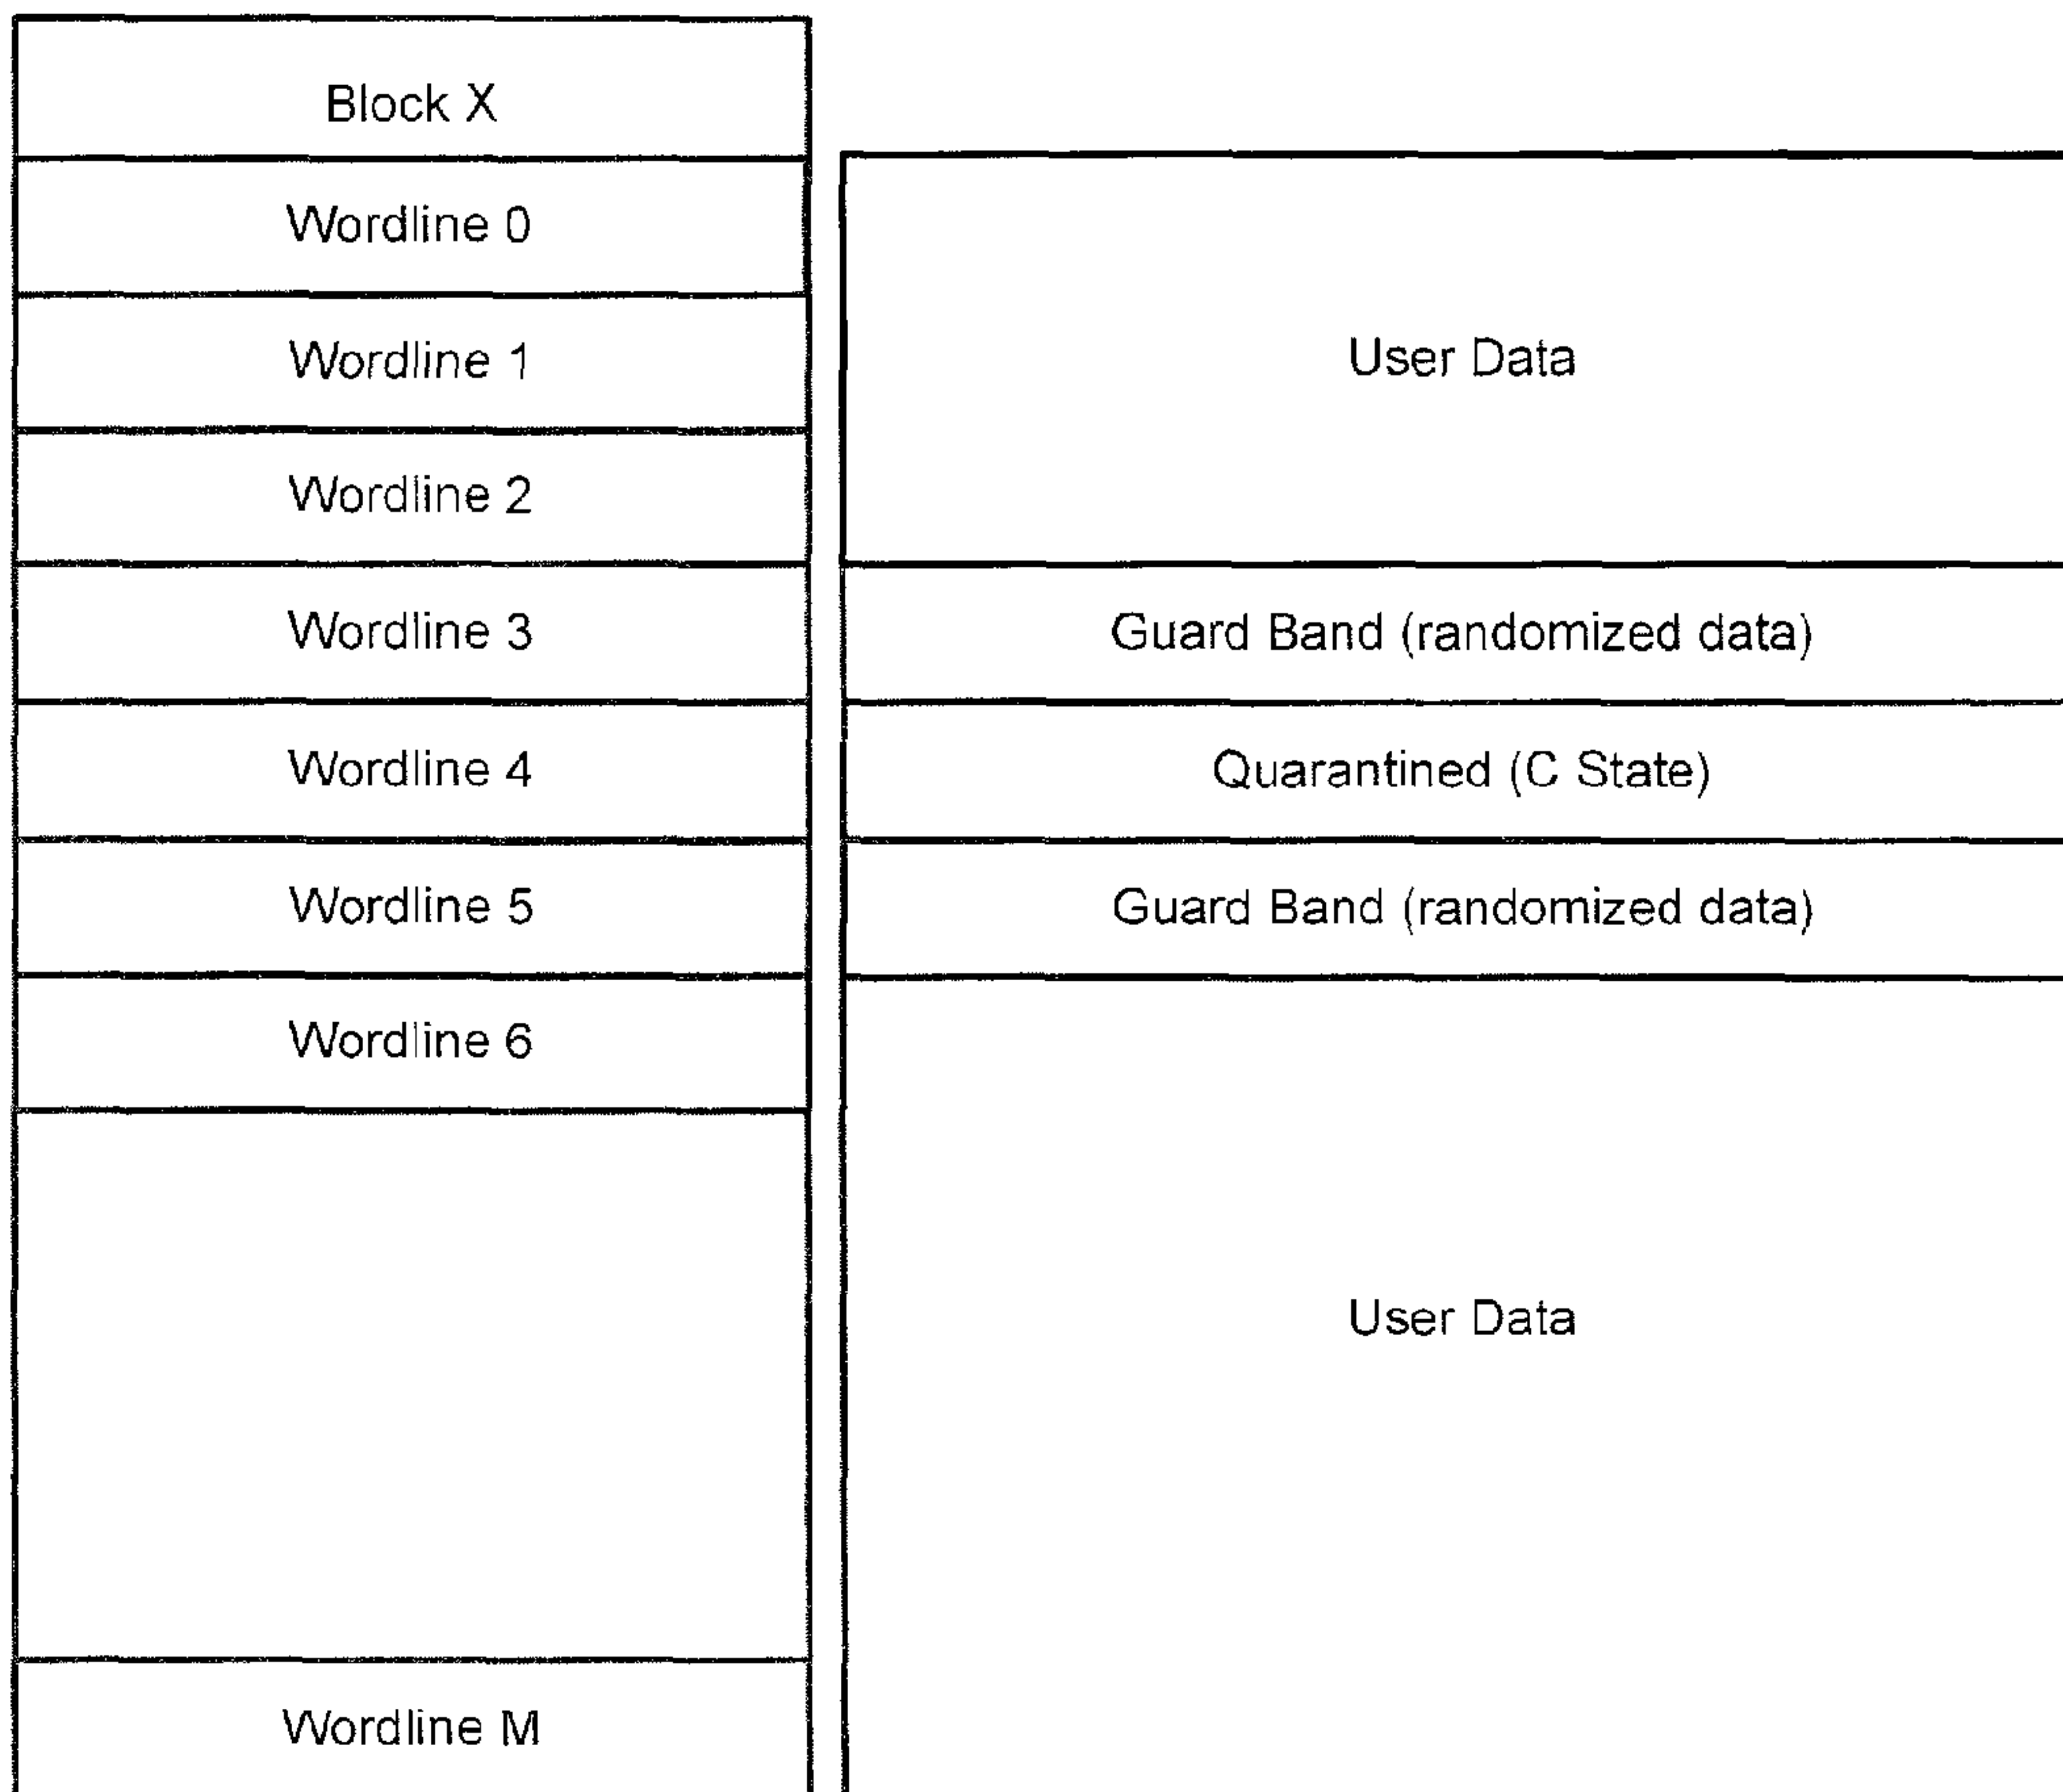 Block X
Wordline 0
Wordline 1
User Data
Wordline 2
Wordline 3
Guard Band (randomized data)
Wordline 4
Quarantined (C State)
Wordline 5
Guard Band (randomized data)
Wordline 6
User Data
Wordline M